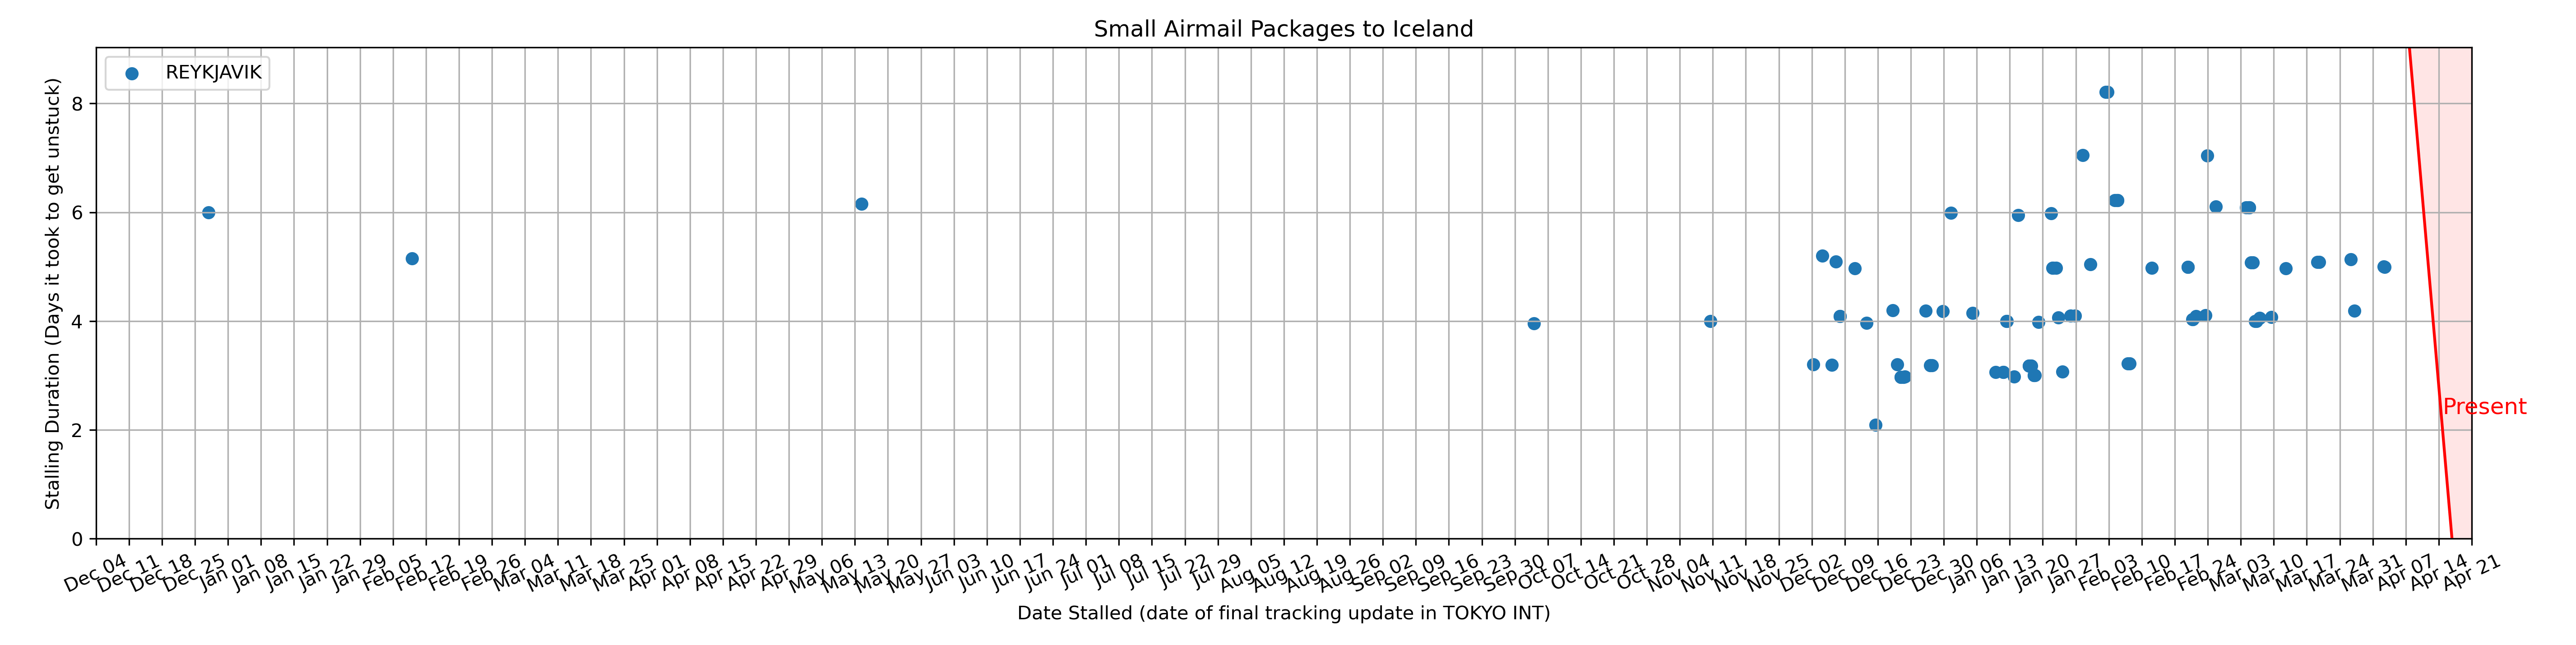 Small Airmail Packages to Iceland
REYKJAVIK
Stalling Duration (Days it took to get unstuck)
8
6
4
2
0
Present
Dec 04
Dec 11
Dec 18
Dec 25
Jan 01
Jan 08
Jan 15
Jan 22
Jan 29
Feb 05
Feb 12
Feb 19
Feb 26
Mar 04
Mar 11
Mar 18
Mar 25
Apr 01
Apr 08
Apr 15
Apr 22
Apr 29
May 06
May 13
May 20
May 27
Jun 03
Jun 10
Jun 17
Jun 24
Jul 01
Jul 08
Jul 15
Jul 22
Jul 29
Aug 05
Aug 12
Aug 19
Aug 26
Sep 02
Sep 09
Sep 16
Sep 23
Sep 30
Oct 07
Oct 14
Oct 21
Oct 28
Nov 04
Nov 11
Nov 18
Nov 25
Dec 02
Dec 09
Dec 16
Dec 23
Dec 30
Jan 06
Jan 13
Jan 20
Jan 27
Feb 03
Feb 10
Feb 17
Feb 24
Mar 03
Mar 10
Mar 17
Mar 24
Mar 31
Apr 07
Apr 14
Apr 21
Date Stalled (date of final tracking update in TOKYO INT)